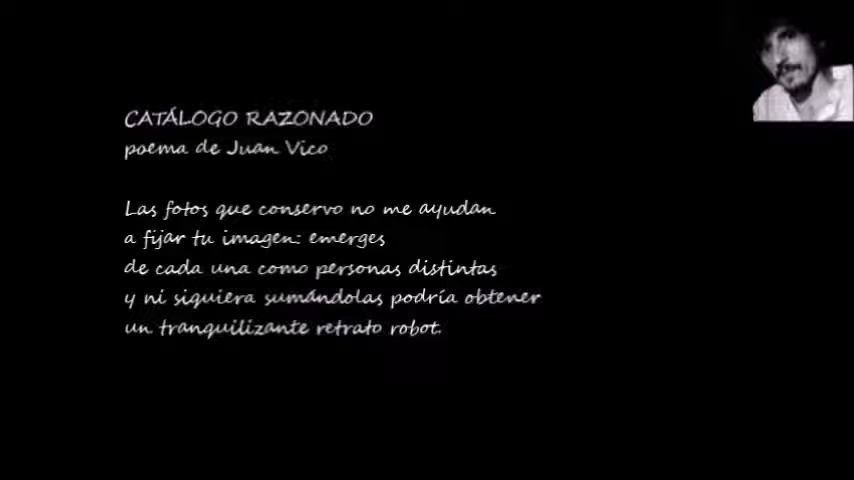 CATÁLOGO RAZONADO
poema de Juan Vico
Las fotos que conservo no me ayudan
a fijar tu imagen: emerges
de cada una como personas distintas
y ni siquiera sumándolas podría obtener
un tranquilizante retrato robot.